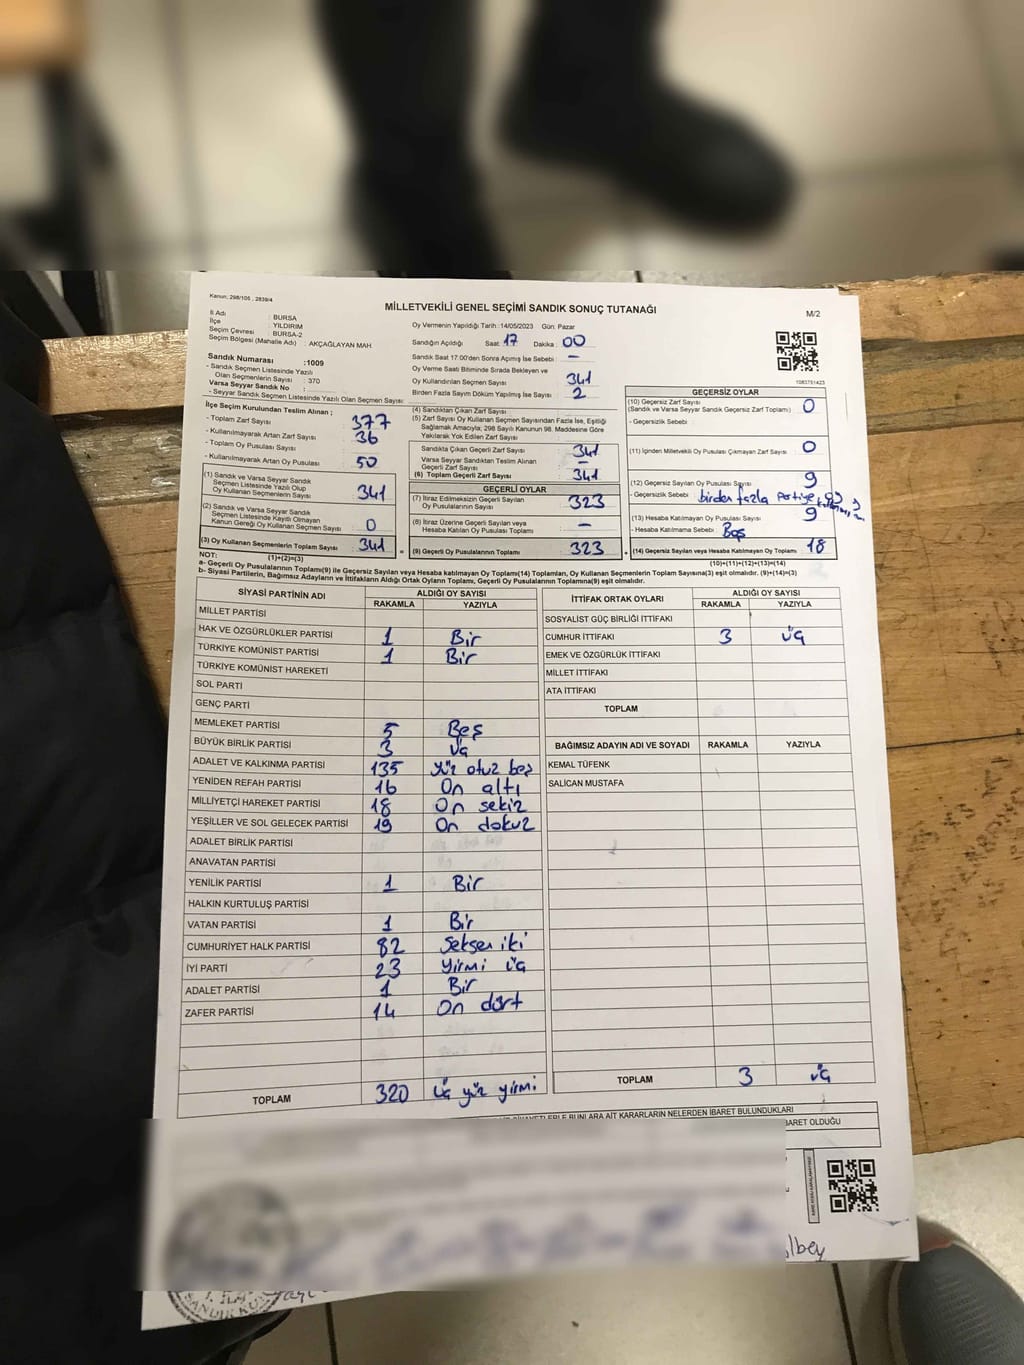 Kanun; 298/105 , 2839/4
MİLLETVEKİLİ GENEL SEÇİMİ SANDIK SONUÇ TUTANAĞI
M/2
İl Adı : BURSA
İlçe : YILDIRIM
Seçim Çevresi : BURSA-2
Seçim Bölgesi (Mahalle Adı) : AKÇAĞLAYAN MAH.
Oy Vermenin Yapıldığı Tarih :14/05/2023 Gün: Pazar
Sandığın Açıldığı Saat 17 Dakika : 00
Sandık Saat 17:00'den Sonra Açımış İse Sebebi : –
Oy Verme Saati Bitiminde Sırada Bekleyen ve
Oy Kullandırılan Seçmen Sayısı : 341
Birden Fazla Sayım Döküm Yapılmış İse Sayısı : 2
1083751423
Sandık Numarası :1009
- Sandık Seçmen Listesinde Yazılı
Olan Seçmenlerin Sayısı : 370
Varsa Seyyar Sandık No :
- Seyyar Sandık Seçmen Listesinde Yazılı Olan Seçmen Sayısı:
İlçe Seçim Kurulundan Teslim Alınan ;
- Toplam Zarf Sayısı : 377
- Kullanılmayarak Artan Zarf Sayısı : 36
- Toplam Oy Pusulası Sayısı :
- Kullanılmayarak Artan Oy Pusulası : 50
(1) Sandık ve Varsa Seyyar Sandık
Seçmen Listesinde Yazılı Olup
Oy Kullanan Seçmenlerin Sayısı : 341
(2) Sandık ve Varsa Seyyar Sandık
Seçmen Listesinde Kayıtlı Olmayan
Kanun Gereği Oy Kullanan Seçmen Sayısı : 0
(3) Oy Kullanan Seçmenlerin Toplam Sayısı : 341
(1)+(2)=(3)
(4) Sandıktan Çıkan Zarf Sayısı :
(5) Zarf Sayısı Oy Kullanan Seçmen Sayısından Fazla İse, Eşitliği
Sağlamak Amacıyla; 298 Sayılı Kanunun 98. Maddesine Göre
Yakılarak Yok Edilen Zarf Sayısı :
Sandıkta Çıkan Geçerli Zarf Sayısı : 341
Varsa Seyyar Sandıktan Teslim Alınan
Geçerli Zarf Sayısı : –
(6) Toplam Geçerli Zarf Sayısı : 341
GEÇERLİ OYLAR
(7) İtiraz Edilmeksizin Geçerli Sayılan
Oy Pusulalarının Sayısı : 323
(8) İtiraz Üzerine Geçerli Sayılan veya
Hesaba Katılan Oy Pusulası Toplamı : –
(9) Geçerli Oy Pusulalarının Toplamı : 323
GEÇERSİZ OYLAR
(10) Geçersiz Zarf Sayısı
(Sandık ve Varsa Seyyar Sandık Geçersiz Zarf Toplamı) : 0
- Geçersizlik Sebebi :
(11) İçinden Milletvekili Oy Pusulası Çıkmayan Zarf Sayısı : 0
(12) Geçersiz Sayılan Oy Pusulası Sayısı : 9
- Geçersizlik Sebebi : birden fazla Partiye oy
(13) Hesaba Katılmayan Oy Pusulası Sayısı : 9
- Hesaba Katılmama Sebebi : Boş
(14) Geçersiz Sayılan veya Hesaba Katılmayan Oy Toplamı : 18
(10)+(11)+(12)+(13)=(14)
NOT:
a- Geçerli Oy Pusulalarının Toplamı(9) ile Geçersiz Sayılan veya Hesaba Katılmayan Oy Toplamı(14) Toplamları, Oy Kullanan Seçmenlerin Toplam Sayısına(3) eşit olmalıdır. (9)+(14)=(3)
b- Siyasi Partilerin, Bağımsız Adayların ve İttifakların Aldığı Ortak Oyların Toplamı, Geçerli Oy Pusulalarının Toplamına(9) eşit olmalıdır.
SİYASİ PARTİNİN ADI ALDIĞI OY SAYISI
RAKAMLA YAZIYLA
MİLLET PARTİSİ
HAK VE ÖZGÜRLÜKLER PARTİSİ 1 Bir
TÜRKİYE KOMÜNİST PARTİSİ 1 Bir
TÜRKİYE KOMÜNİST HAREKETİ
SOL PARTİ
GENÇ PARTİ
MEMLEKET PARTİSİ 5 Beş
BÜYÜK BİRLİK PARTİSİ 3 üç
ADALET VE KALKINMA PARTİSİ 135 yüz otuz beş
YENİDEN REFAH PARTİSİ 16 On altı
MİLLİYETÇİ HAREKET PARTİSİ 18 On sekiz
YEŞİLLER VE SOL GELECEK PARTİSİ 19 On dokuz
ADALET BİRLİK PARTİSİ
ANAVATAN PARTİSİ
YENİLİK PARTİSİ 1 Bir
HALKIN KURTULUŞ PARTİSİ
VATAN PARTİSİ 1 Bir
CUMHURİYET HALK PARTİSİ 82 seksen iki
İYİ PARTİ 23 yirmi üç
ADALET PARTİSİ 1 Bir
ZAFER PARTİSİ 14 On dört
TOPLAM 320 üç yüz yirmi
İTTİFAK ORTAK OYLARI ALDIĞI OY SAYISI
RAKAMLA YAZIYLA
SOSYALİST GÜÇ BİRLİĞİ İTTİFAKI
CUMHUR İTTİFAKI 3 üç
EMEK VE ÖZGÜRLÜK İTTİFAKI
MİLLET İTTİFAKI
ATA İTTİFAKI
TOPLAM
BAĞIMSIZ ADAYIN ADI VE SOYADI RAKAMLA YAZIYLA
KEMAL TÜFENK
SALİCAN MUSTAFA
TOPLAM 3 üç
BUNLARA AİT KARARLARIN NELERDEN İBARET BULUNDUKLARI
İBARET OLDUĞU
SANDIK KU